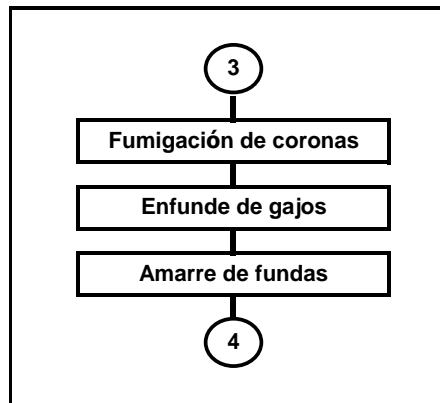 3
Fumigación de coronas
Enfunde de gajos
Amarre de fundas
4